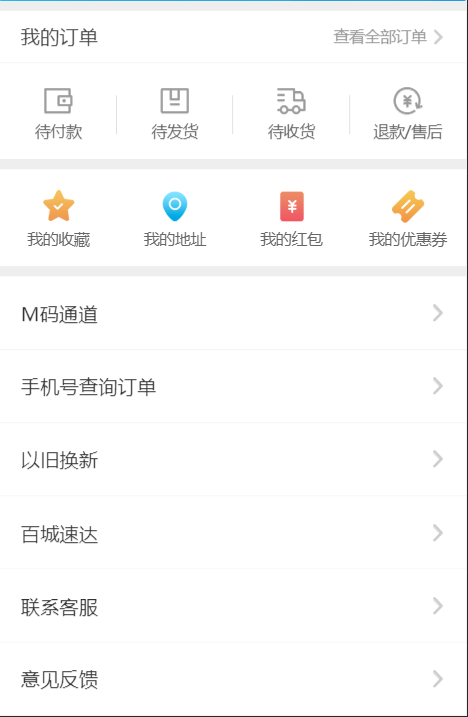 我的订单 查看全部订单
待付款 待发货 待收货 退款/售后
我的收藏 我的地址 我的红包 我的优惠券
M码通道
手机号查询订单
以旧换新
百城速达
联系客服
意见反馈